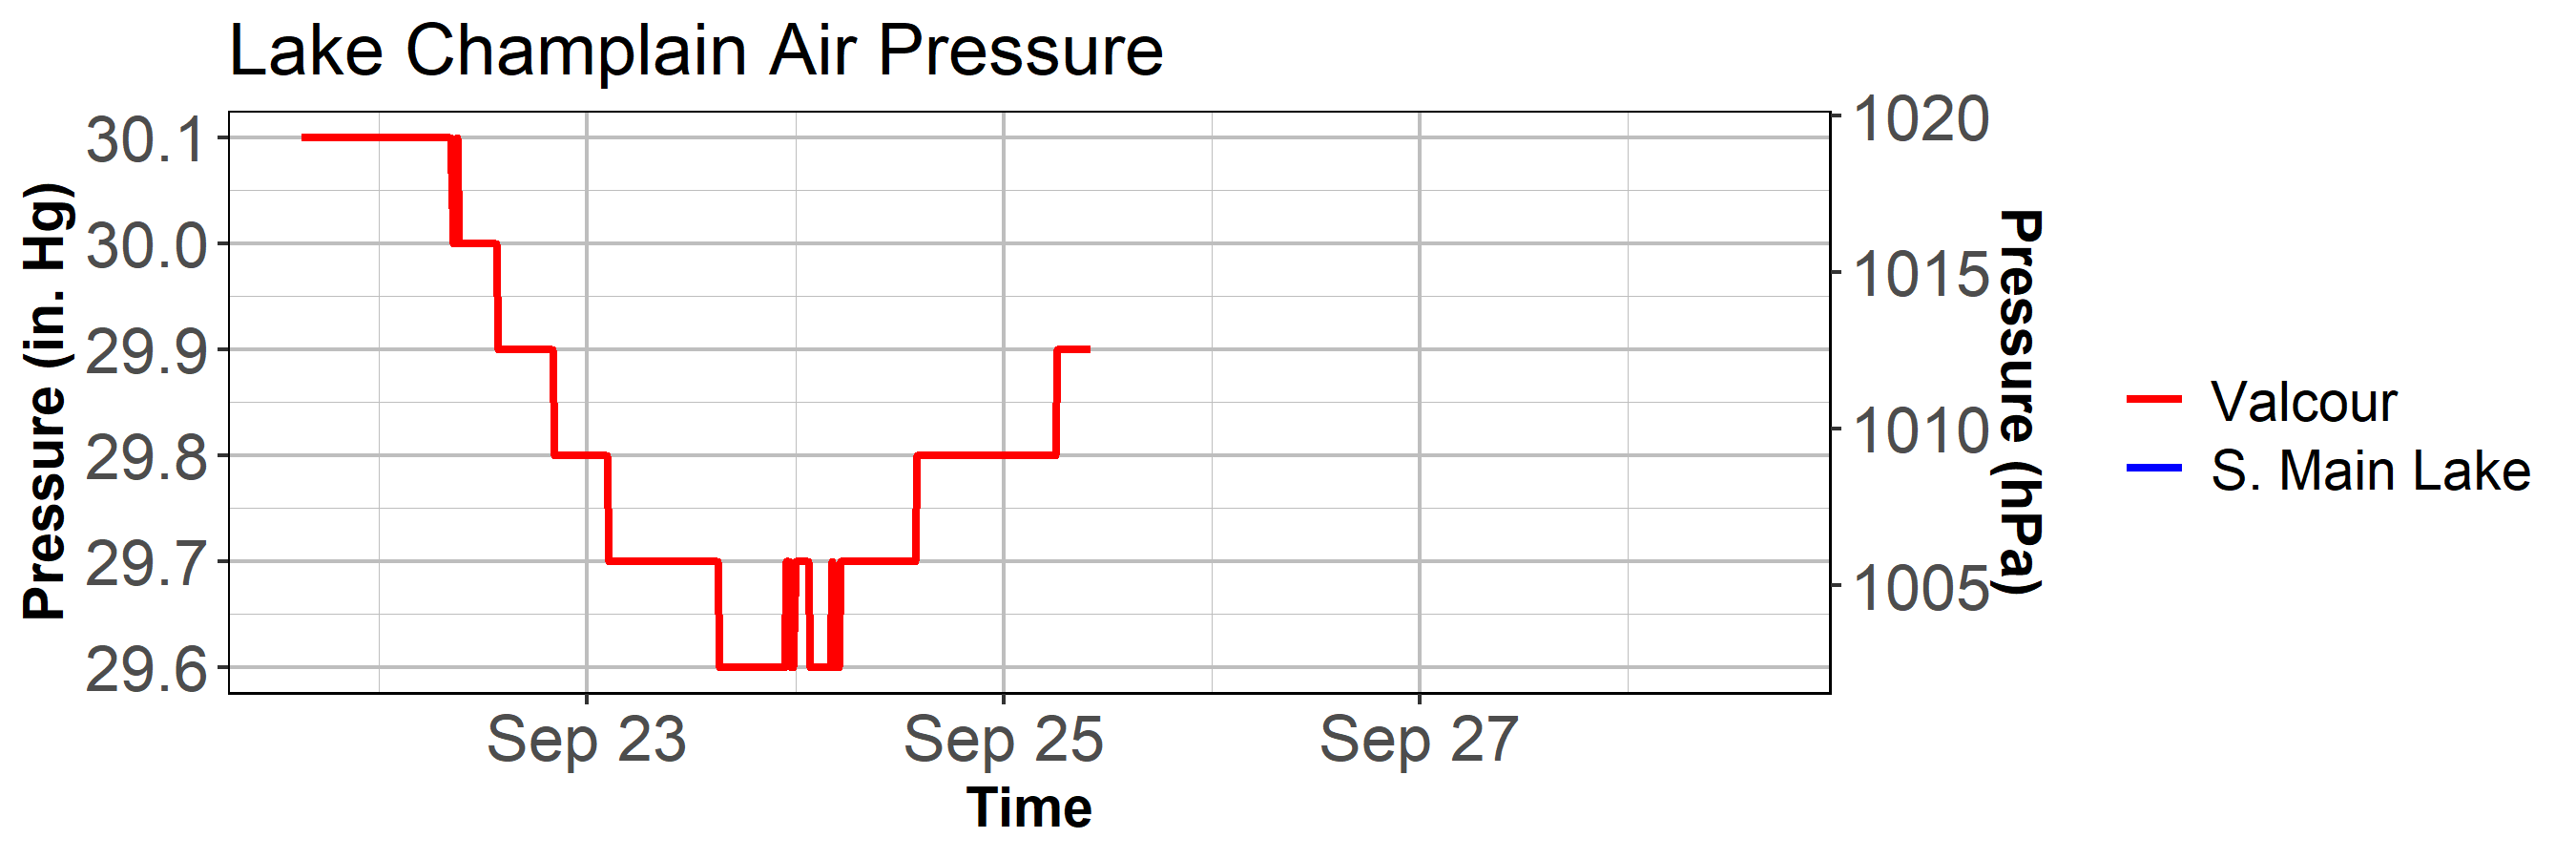 Lake Champlain Air Pressure
Pressure (in. Hg)
30.1
30.0
29.9
29.8
29.7
29.6
1020
1015
1010
1005
Pressure (hPa)
Valcour
S. Main Lake
Sep 23
Sep 25
Sep 27
Time